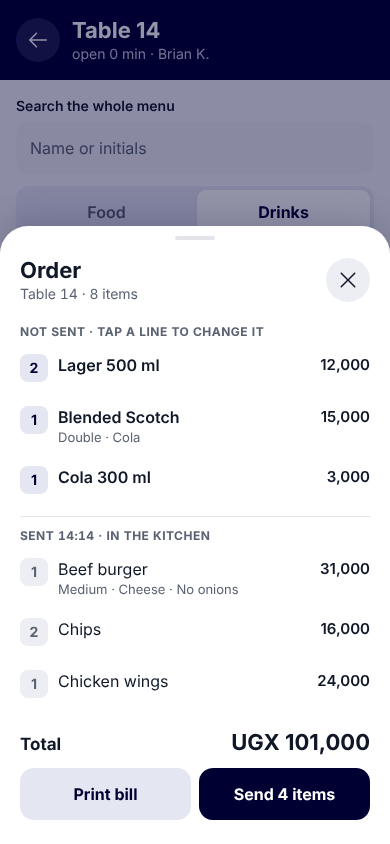 Table 14
open 0 min · Brian K.
Search the whole menu
Name or initials
Food Drinks
Order
Table 14 · 8 items
NOT SENT · TAP A LINE TO CHANGE IT
2 Lager 500 ml 12,000
1 Blended Scotch 15,000
Double · Cola
1 Cola 300 ml 3,000
SENT 14:14 · IN THE KITCHEN
1 Beef burger 31,000
Medium · Cheese · No onions
2 Chips 16,000
1 Chicken wings 24,000
Total UGX 101,000
Print bill Send 4 items